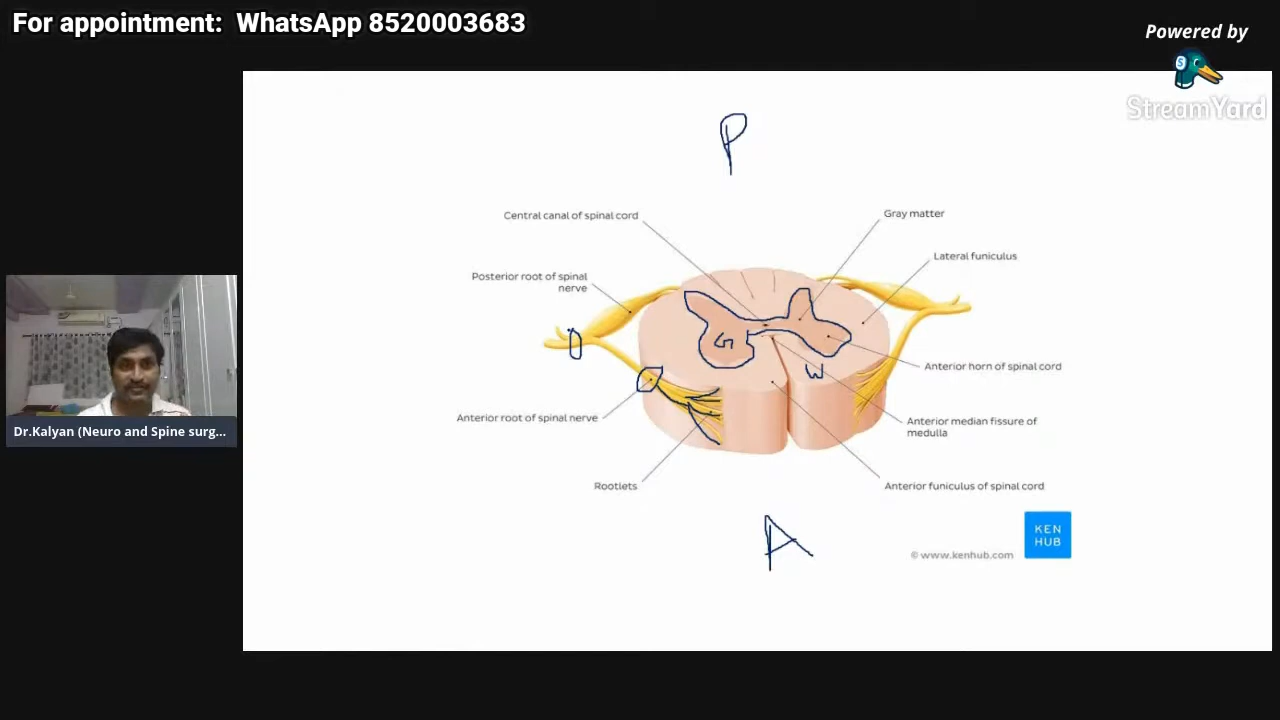 For appointment: WhatsApp 8520003683
Powered by
S
StreamYard
P
Central canal of spinal cord
Gray matter
Lateral funiculus
Posterior root of spinal
nerve
G
W
Anterior horn of spinal cord
Anterior root of spinal nerve
Anterior median fissure of
medulla
Rootlets
Anterior funiculus of spinal cord
A
KEN
HUB
© www.kenhub.com
Dr.Kalyan (Neuro and Spine surg...